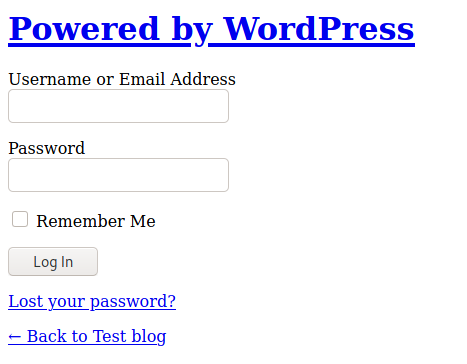 Powered by WordPress
Username or Email Address
Password
Remember Me
Log In
Lost your password?
← Back to Test blog